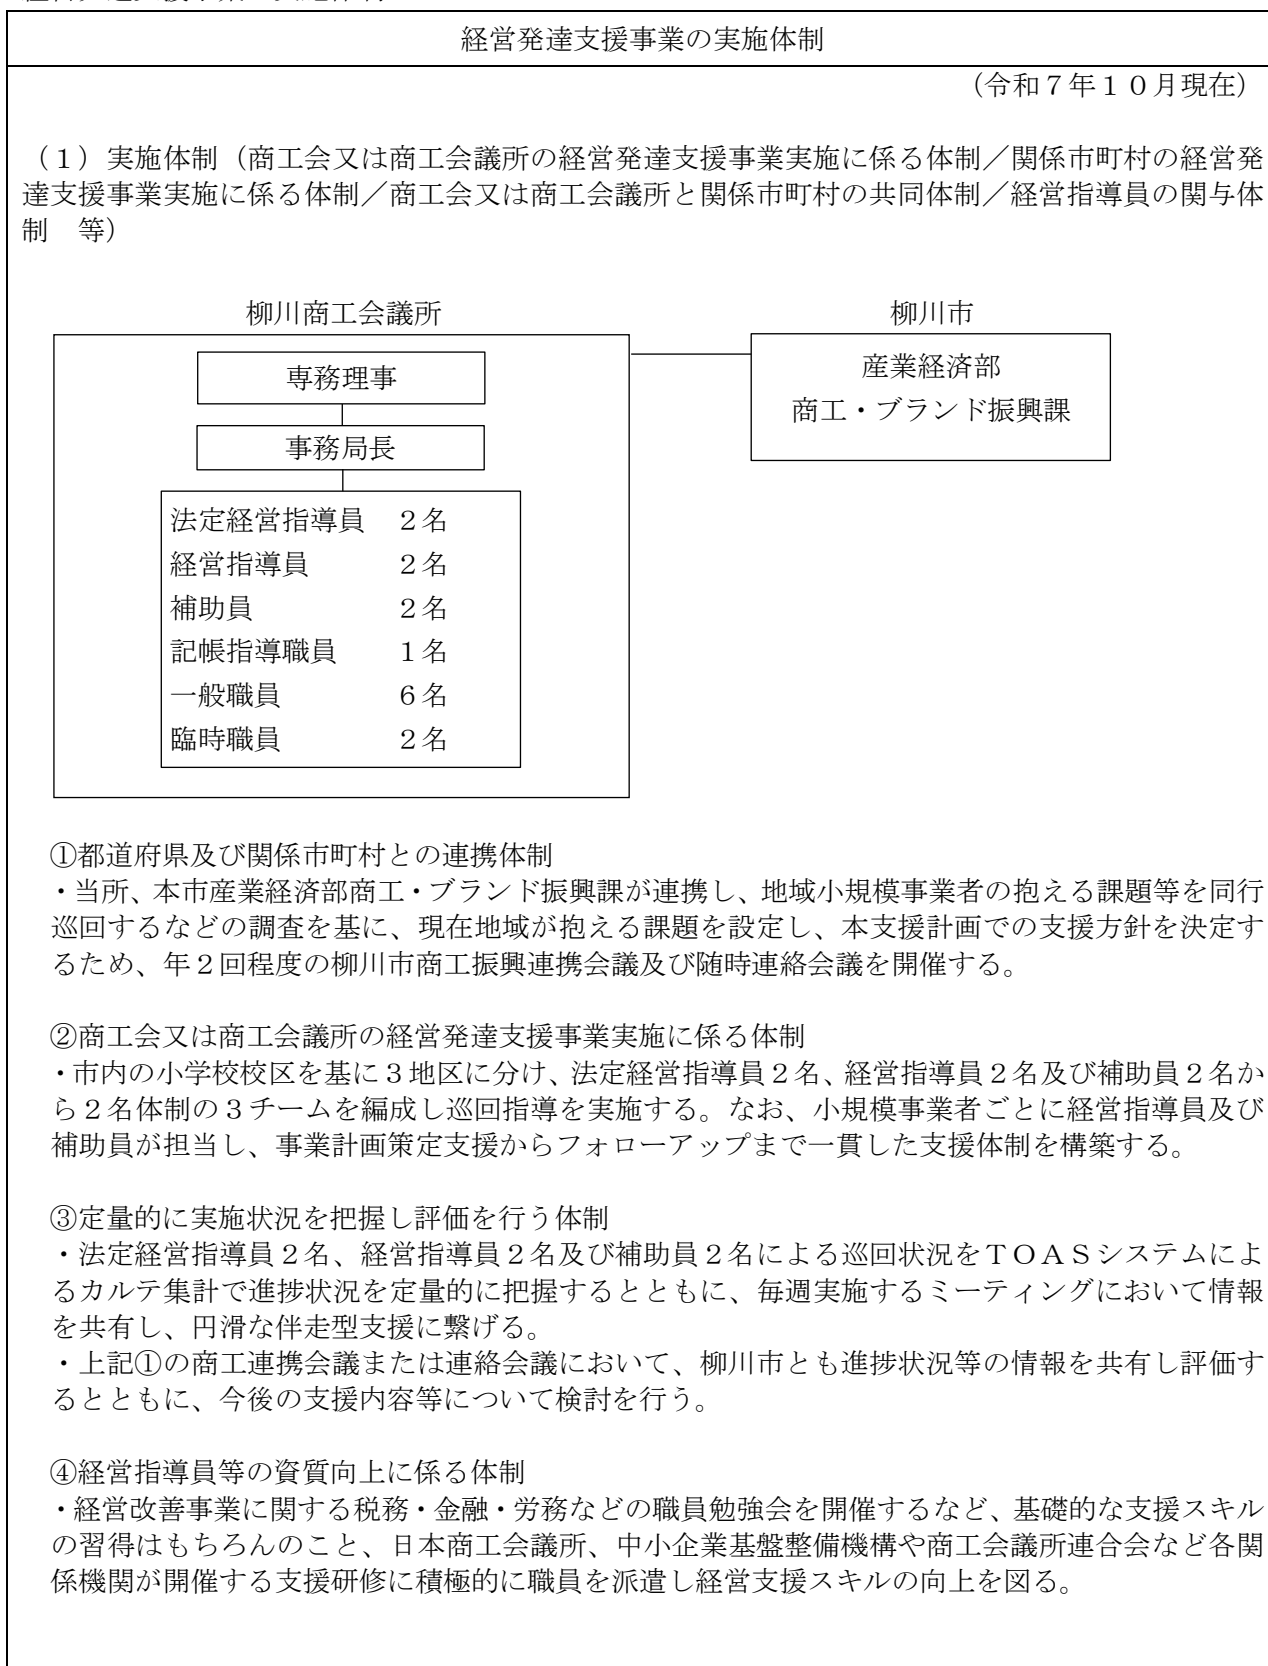 経営発達支援事業の実施体制
（令和７年１０月現在）
（１）実施体制（商工会又は商工会議所の経営発達支援事業実施に係る体制／関係市町村の経営発
達支援事業実施に係る体制／商工会又は商工会議所と関係市町村の共同体制／経営指導員の関与体
制　等）
柳川商工会議所
柳川市
専務理事
事務局長
法定経営指導員　２名
経営指導員　２名
補助員　２名
記帳指導職員　１名
一般職員　６名
臨時職員　２名
産業経済部
商工・ブランド振興課
①都道府県及び関係市町村との連携体制
・当所、本市産業経済部商工・ブランド振興課が連携し、地域小規模事業者の抱える課題等を同行
巡回するなどの調査を基に、現在地域が抱える課題を設定し、本支援計画での支援方針を決定す
るため、年２回程度の柳川市商工振興連携会議及び随時連絡会議を開催する。
②商工会又は商工会議所の経営発達支援事業実施に係る体制
・市内の小学校校区を基に３地区に分け、法定経営指導員２名、経営指導員２名及び補助員２名か
ら２名体制の３チームを編成し巡回指導を実施する。なお、小規模事業者ごとに経営指導員及び
補助員が担当し、事業計画策定支援からフォローアップまで一貫した支援体制を構築する。
③定量的に実施状況を把握し評価を行う体制
・法定経営指導員２名、経営指導員２名及び補助員２名による巡回状況をＴＯＡＳシステムによ
るカルテ集計で進捗状況を定量的に把握するとともに、毎週実施するミーティングにおいて情報
を共有し、円滑な伴走型支援に繋げる。
・上記①の商工連携会議または連絡会議において、柳川市とも進捗状況等の情報を共有し評価す
るとともに、今後の支援内容等について検討を行う。
④経営指導員等の資質向上に係る体制
・経営改善事業に関する税務・金融・労務などの職員勉強会を開催するなど、基礎的な支援スキル
の習得はもちろんのこと、日本商工会議所、中小企業基盤整備機構や商工会議所連合会など各関
係機関が開催する支援研修に積極的に職員を派遣し経営支援スキルの向上を図る。